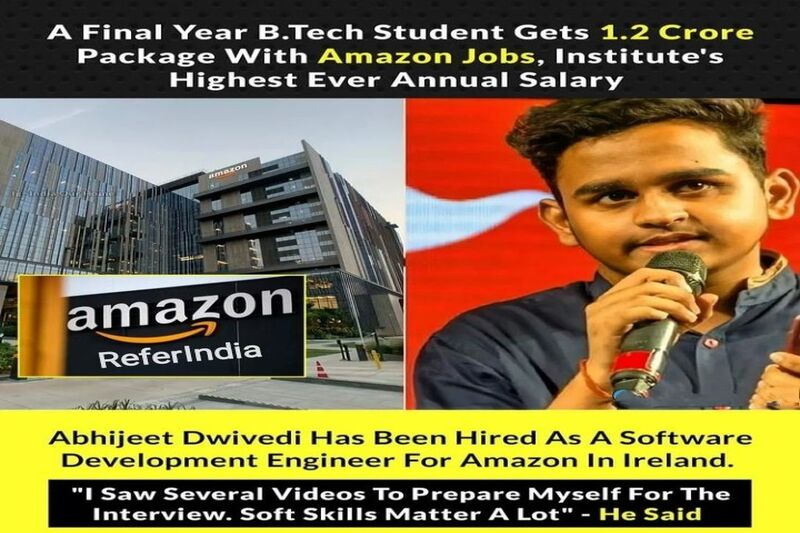 A Final Year B.Tech Student Gets 1.2 Crore
Package With Amazon Jobs, Institute's
Highest Ever Annual Salary
amazon
amazon
ReferIndia
Abhijeet Dwivedi Has Been Hired As A Software
Development Engineer For Amazon In Ireland.
"I Saw Several Videos To Prepare Myself For The
Interview. Soft Skills Matter A Lot" - He Said